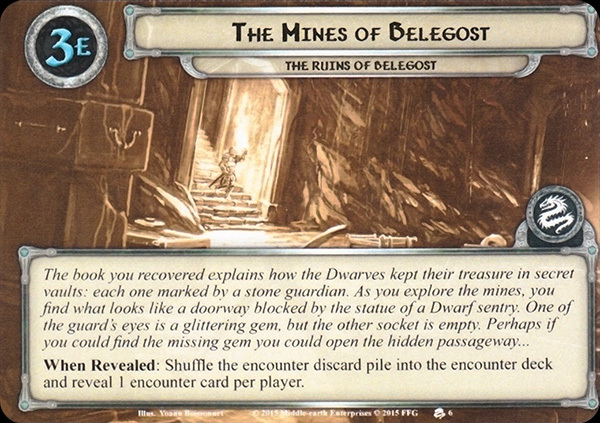 3E
THE MINES OF BELEGOST
THE RUINS OF BELEGOST
The book you recovered explains how the Dwarves kept their treasure in secret
vaults: each one marked by a stone guardian. As you explore the mines, you
find what looks like a doorway blocked by the statue of a Dwarf sentry. One of
the guard's eyes is a glittering gem, but the other socket is empty. Perhaps if
you could find the missing gem you could open the hidden passageway...
When Revealed: Shuffle the encounter discard pile into the encounter deck
and reveal 1 encounter card per player.
Illus. Yoann Boissonet © 2015 Middle-earth Enterprises © 2015 FFG 6